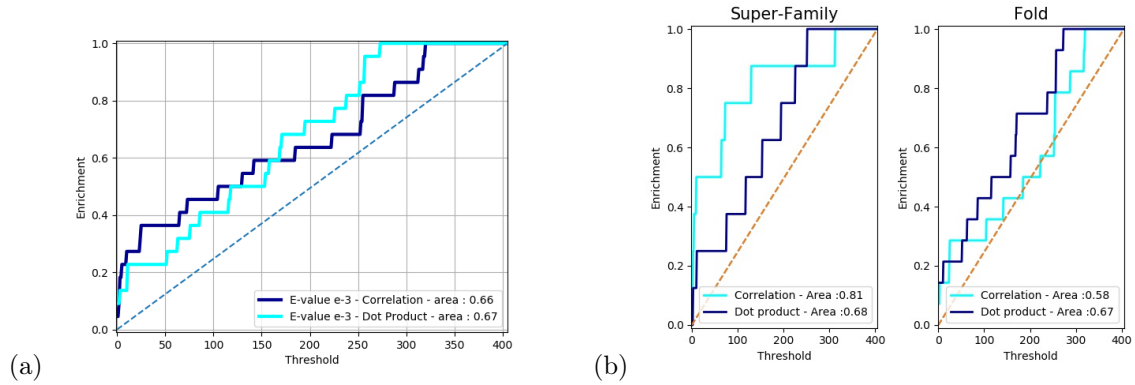 (a)
Enrichment
1.0
0.8
0.6
0.4
0.2
0.0
0
50
100
150
200
250
300
350
400
Threshold
E-value e-3 - Correlation - area : 0.66
E-value e-3 - Dot Product - area : 0.67
(b)
Super-Family
Enrichment
1.0
0.8
0.6
0.4
0.2
0.0
0
100
200
300
400
Threshold
Correlation - Area :0.81
Dot product - Area :0.68
Fold
Enrichment
1.0
0.8
0.6
0.4
0.2
0.0
0
100
200
300
400
Threshold
Correlation - Area :0.58
Dot product - Area :0.67